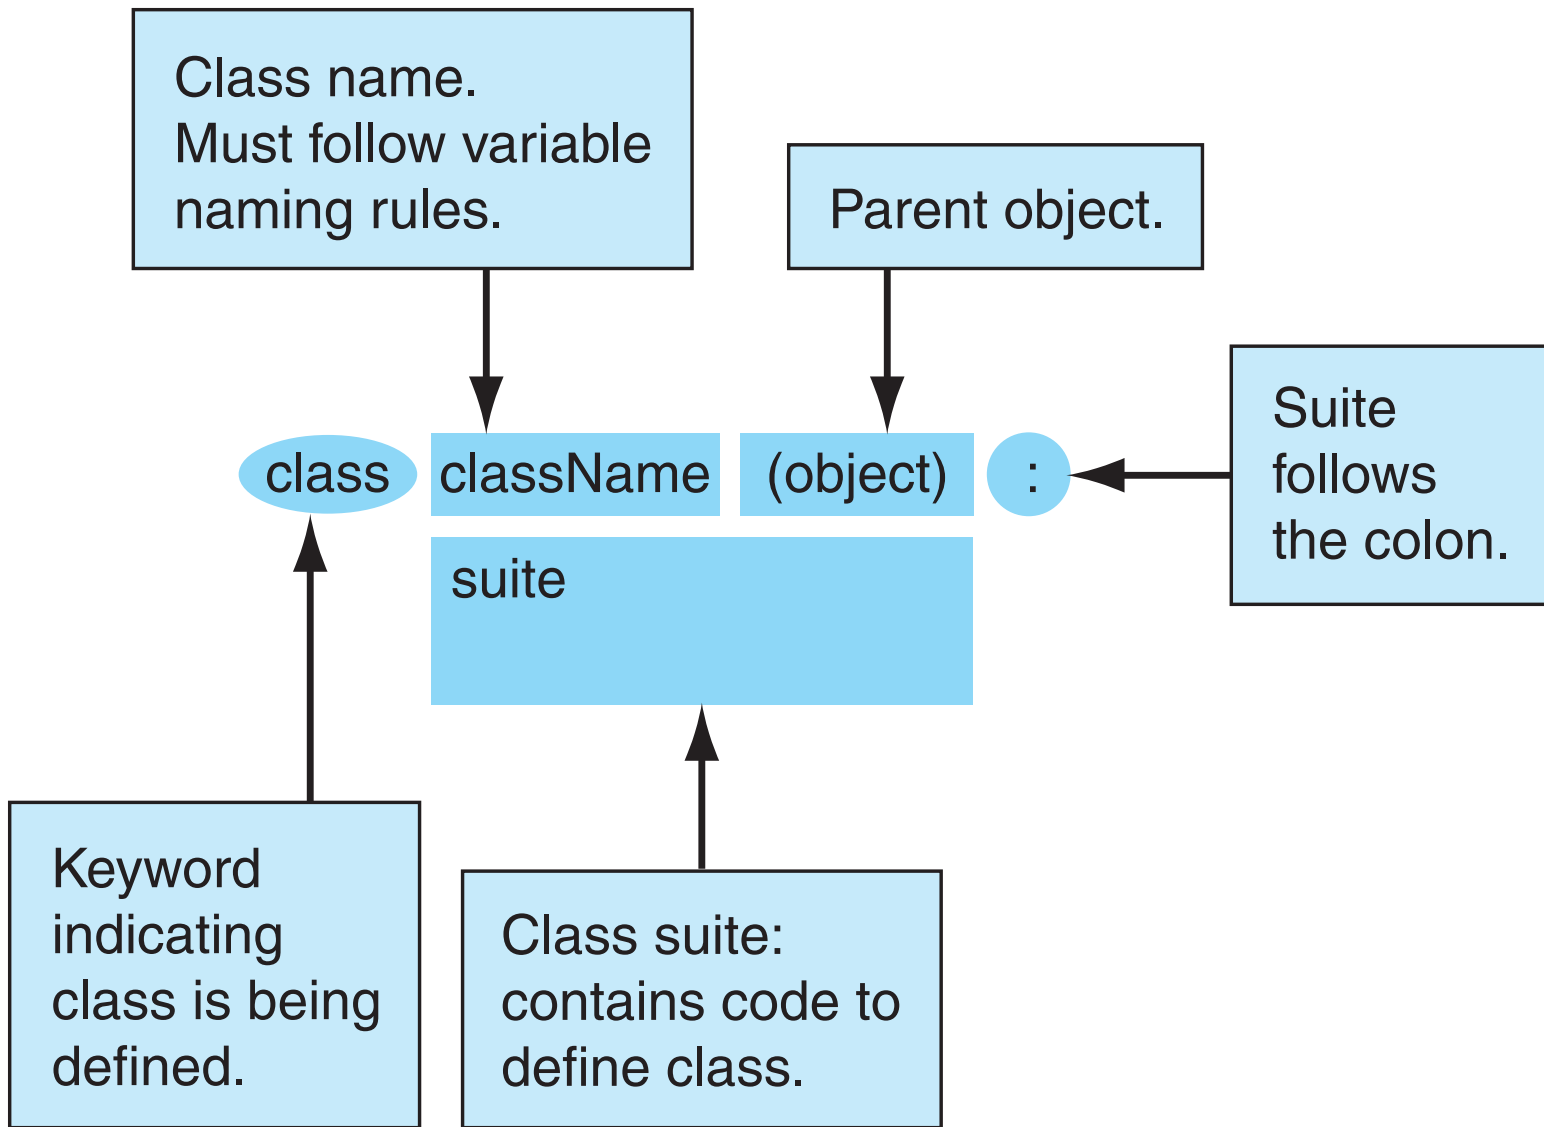 Class name.
Must follow variable
naming rules.
Parent object.
class className (object) :
Suite
follows
the colon.
suite
Keyword
indicating
class is being
defined.
Class suite:
contains code to
define class.